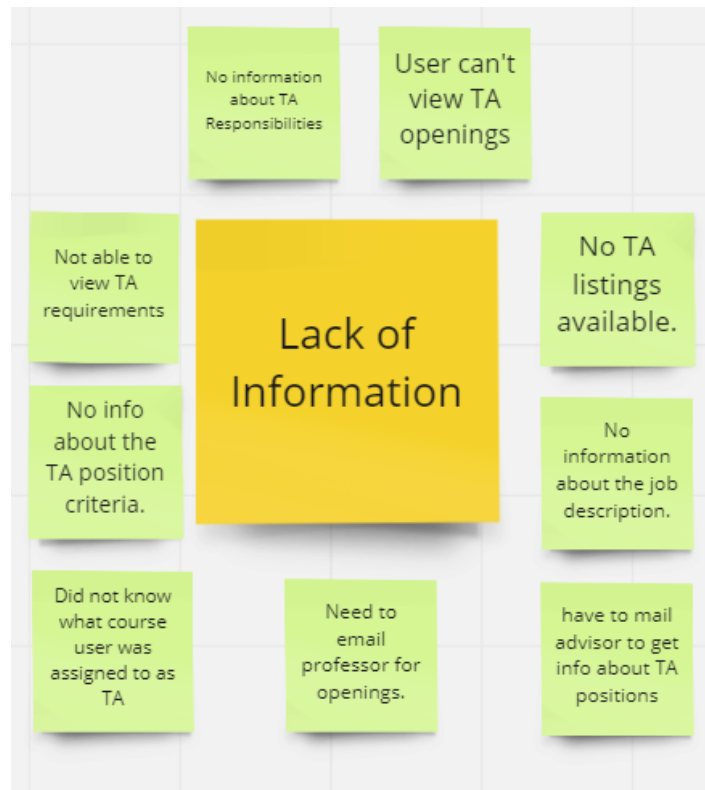 No information
about TA
Responsibilities
User can't
view TA
openings
Not able to
view TA
requirements
Lack of
Information
No TA
listings
available.
No info
about the
TA position
criteria.
No
information
about the job
description.
Did not know
what course
user was
assigned to as
TA
Need to
email
professor for
openings.
have to mail
advisor to get
info about TA
positions